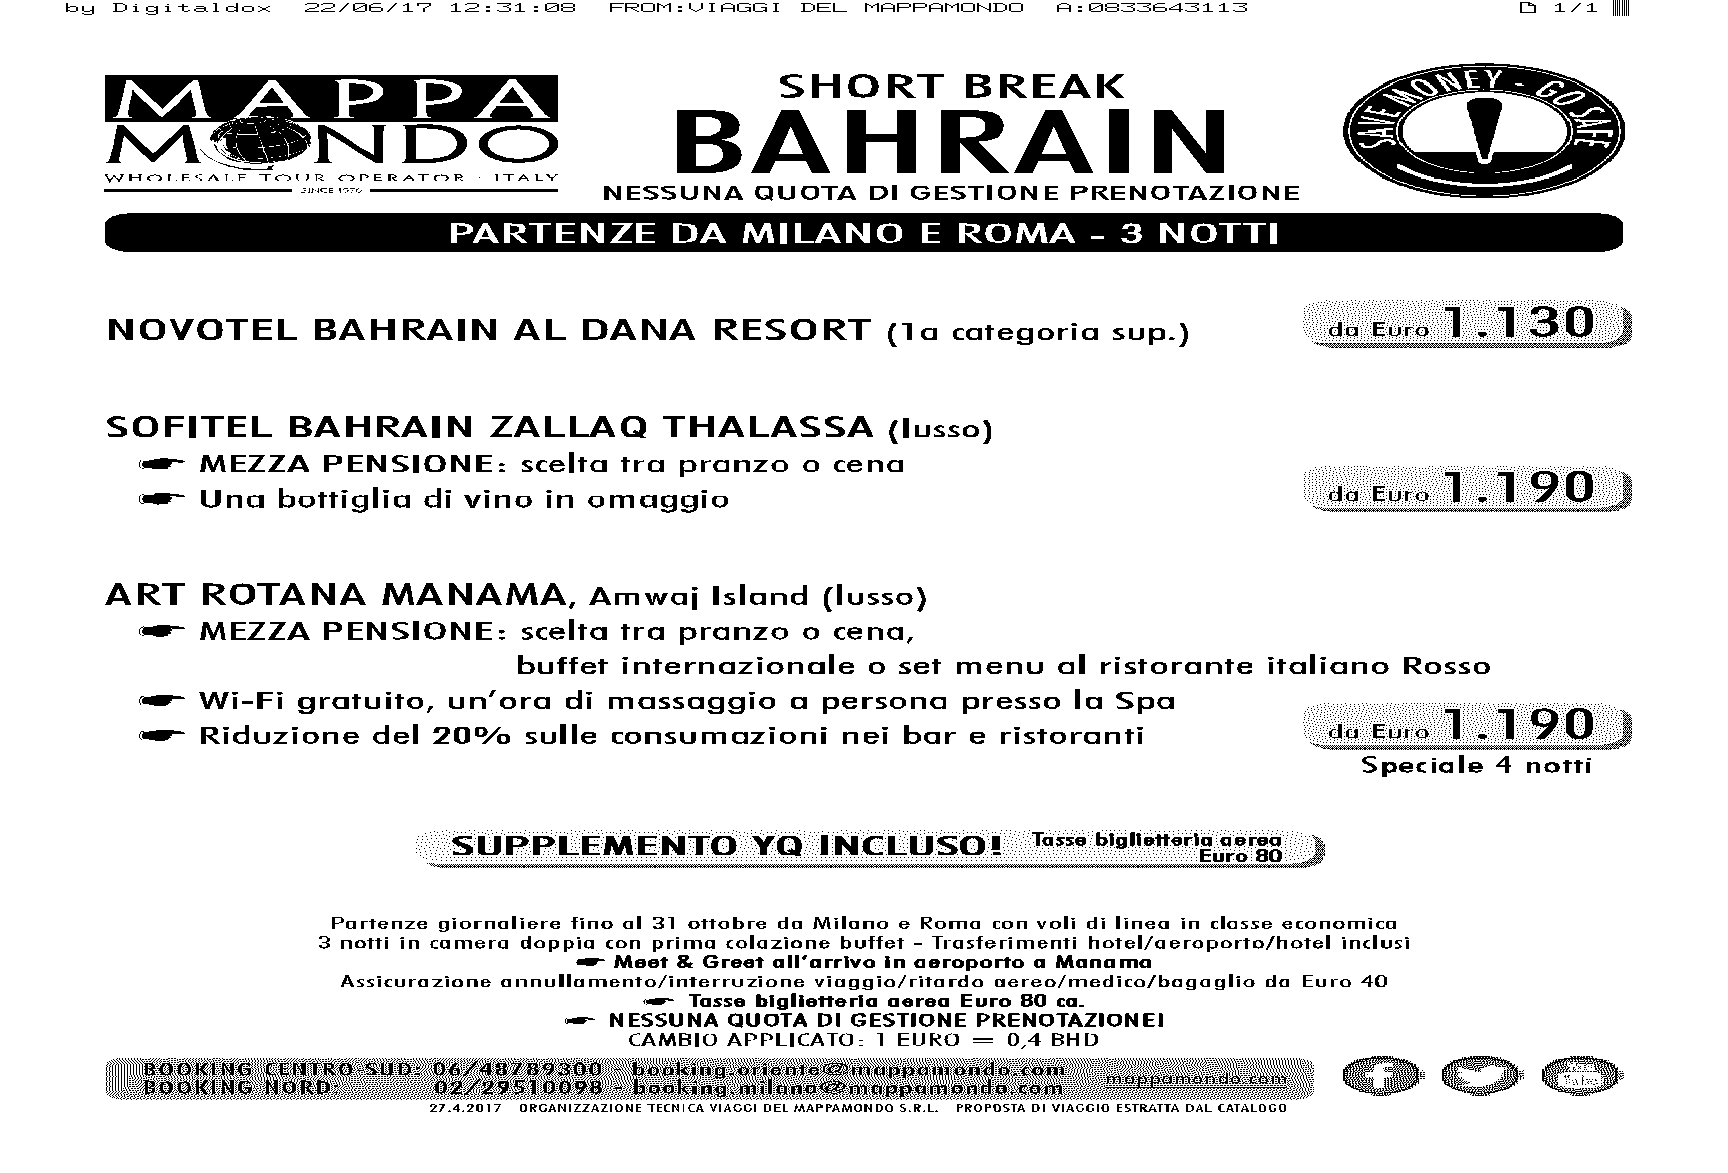 by Digitaldox 22/06/17 12:31:08 FROM:VIAGGI DEL MAPPAMONDO A:0833643113 1/1
MAPPA
MONDO
WHOLESALE TOUR OPERATOR · ITALY
SINCE 1976
SHORT BREAK
BAHRAIN
NESSUNA QUOTA DI GESTIONE PRENOTAZIONE
SAVE MONEY - GO SAFE
PARTENZE DA MILANO E ROMA - 3 NOTTI
NOVOTEL BAHRAIN AL DANA RESORT (1a categoria sup.)
da Euro 1.130
SOFITEL BAHRAIN ZALLAQ THALASSA (lusso)
MEZZA PENSIONE: scelta tra pranzo o cena
Una bottiglia di vino in omaggio
da Euro 1.190
ART ROTANA MANAMA, Amwaj Island (lusso)
MEZZA PENSIONE: scelta tra pranzo o cena,
buffet internazionale o set menu al ristorante italiano Rosso
Wi-Fi gratuito, un'ora di massaggio a persona presso la Spa
Riduzione del 20% sulle consumazioni nei bar e ristoranti
da Euro 1.190
Speciale 4 notti
SUPPLEMENTO YQ INCLUSO! Tasse biglietteria aerea
Euro 80
Partenze giornaliere fino al 31 ottobre da Milano e Roma con voli di linea in classe economica
3 notti in camera doppia con prima colazione buffet - Trasferimenti hotel/aeroporto/hotel inclusi
Meet & Greet all'arrivo in aeroporto a Manama
Assicurazione annullamento/interruzione viaggio/ritardo aereo/medico/bagaglio da Euro 40
Tasse biglietteria aerea Euro 80 ca.
NESSUNA QUOTA DI GESTIONE PRENOTAZIONE!
CAMBIO APPLICATO: 1 EURO = 0,4 BHD
BOOKING CENTRO SUD: 06/48789300 - booking.oriente@mappamondo.com
BOOKING NORD: 02/29510098 - booking.milano@mappamondo.com
mappamondo.com
27.4.2017 ORGANIZZAZIONE TECNICA VIAGGI DEL MAPPAMONDO S.R.L. PROPOSTA DI VIAGGIO ESTRATTA DAL CATALOGO